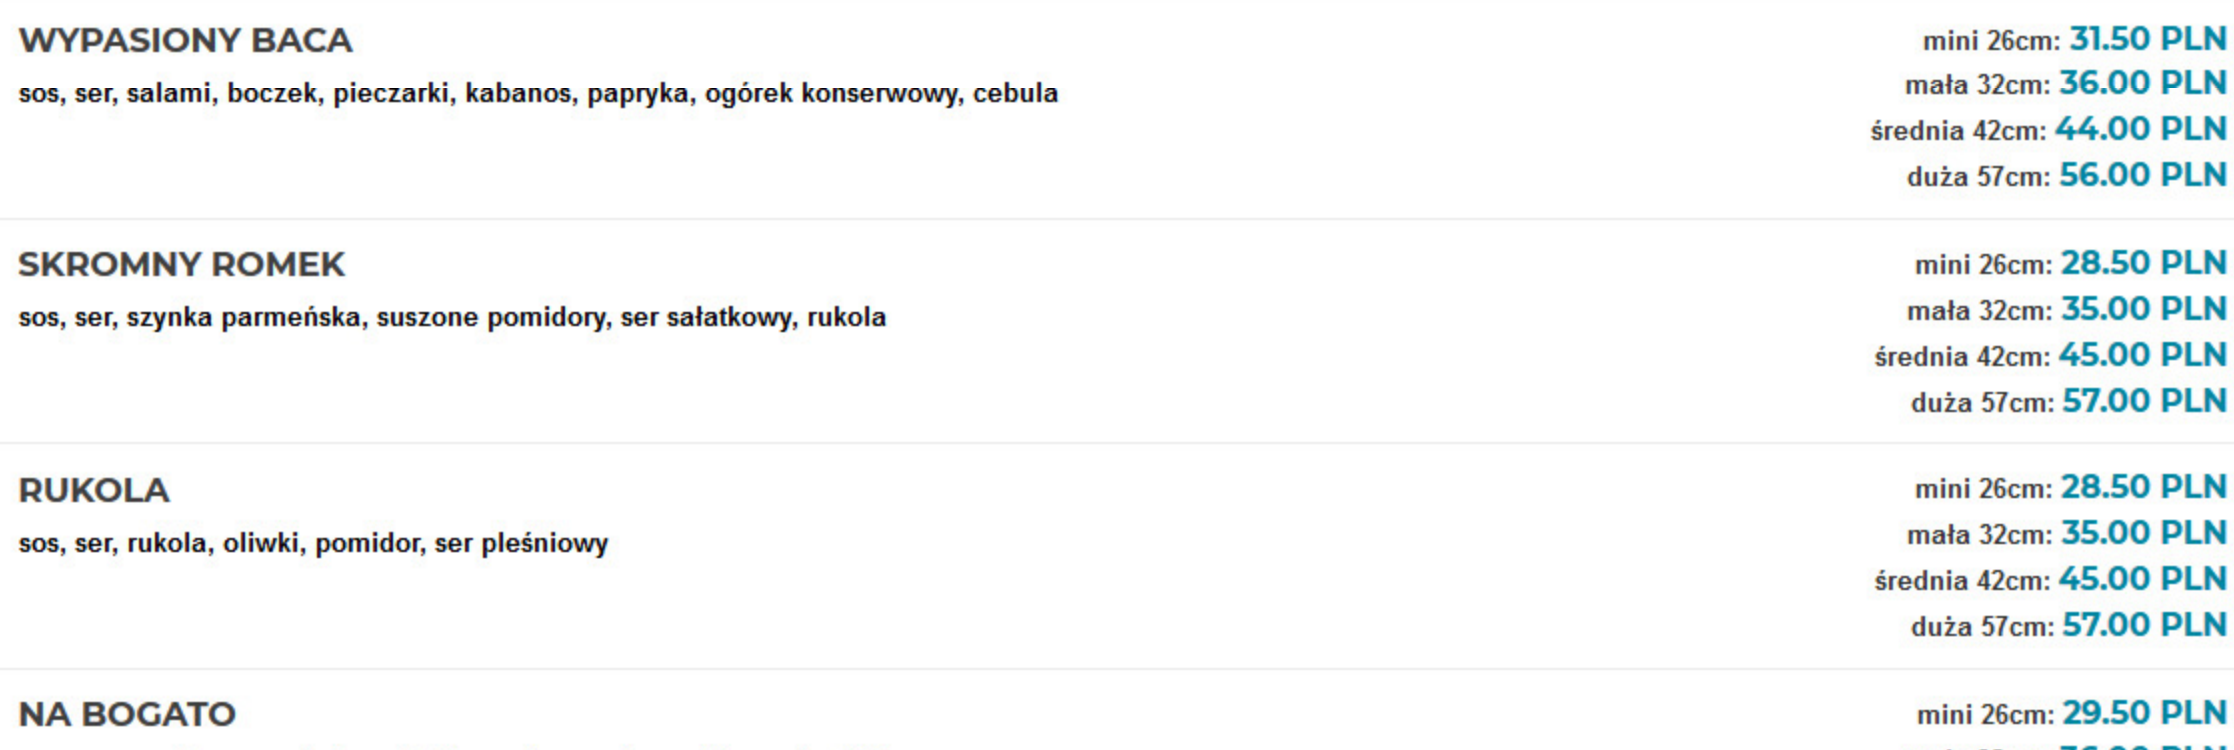 WYPASIONY BACA
sos, ser, salami, boczek, pieczarki, kabanos, papryka, ogórek konserwowy, cebula
mini 26cm: 31.50 PLN
mała 32cm: 36.00 PLN
średnia 42cm: 44.00 PLN
duża 57cm: 56.00 PLN
SKROMNY ROMEK
sos, ser, szynka parmeńska, suszone pomidory, ser sałatkowy, rukola
mini 26cm: 28.50 PLN
mała 32cm: 35.00 PLN
średnia 42cm: 45.00 PLN
duża 57cm: 57.00 PLN
RUKOLA
sos, ser, rukola, oliwki, pomidor, ser pleśniowy
mini 26cm: 28.50 PLN
mała 32cm: 35.00 PLN
średnia 42cm: 45.00 PLN
duża 57cm: 57.00 PLN
NA BOGATO
mini 26cm: 29.50 PLN